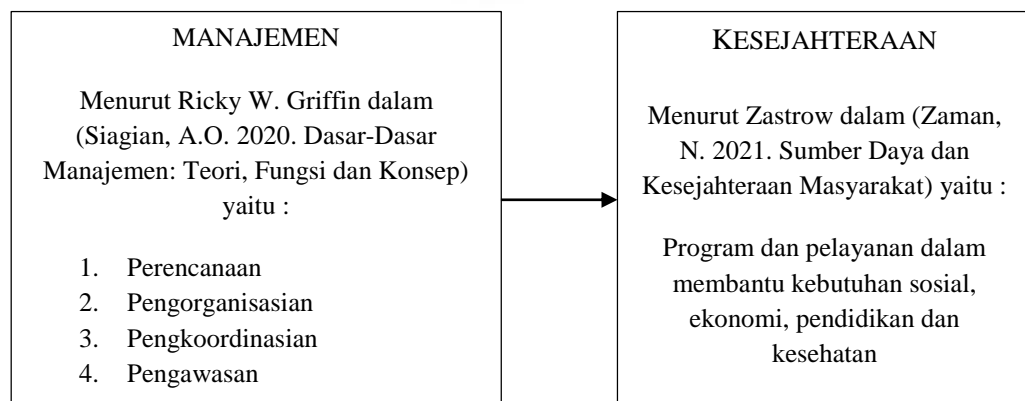 MANAJEMEN
Menurut Ricky W. Griffin dalam
(Siagian, A.O. 2020. Dasar-Dasar
Manajemen: Teori, Fungsi dan Konsep)
yaitu :
1. Perencanaan
2. Pengorganisasian
3. Pengkoordinasian
4. Pengawasan
KESEJAHTERAAN
Menurut Zastrow dalam (Zaman,
N. 2021. Sumber Daya dan
Kesejahteraan Masyarakat) yaitu :
Program dan pelayanan dalam
membantu kebutuhan sosial,
ekonomi, pendidikan dan
kesehatan